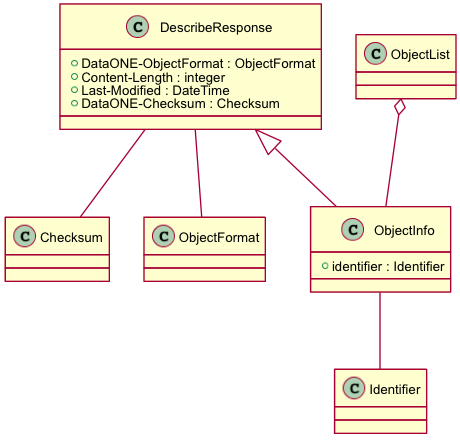 C DescribeResponse
DataONE-ObjectFormat : ObjectFormat
Content-Length : integer
Last-Modified : DateTime
DataONE-Checksum : Checksum
C ObjectList
C Checksum
C ObjectFormat
C ObjectInfo
identifier : Identifier
C Identifier